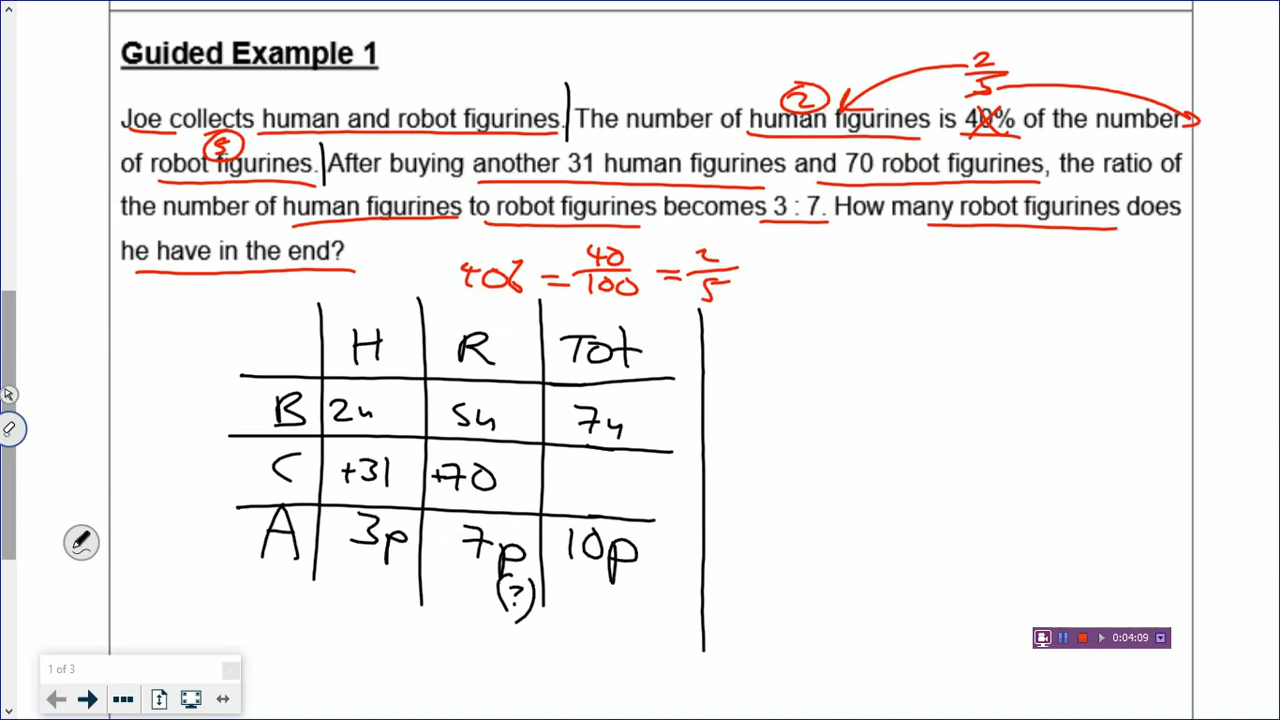 Guided Example 1
2
5
2
Joe collects human and robot figurines. The number of human figurines is 40% of the number
5
of robot figurines. After buying another 31 human figurines and 70 robot figurines, the ratio of
the number of human figurines to robot figurines becomes 3 : 7. How many robot figurines does
he have in the end?
40% = 40/100 = 2/5
H R Tot
B 2u 5u 7u
C +31 +70
A 3p 7p 10p
(?)
0:04:09
1 of 3